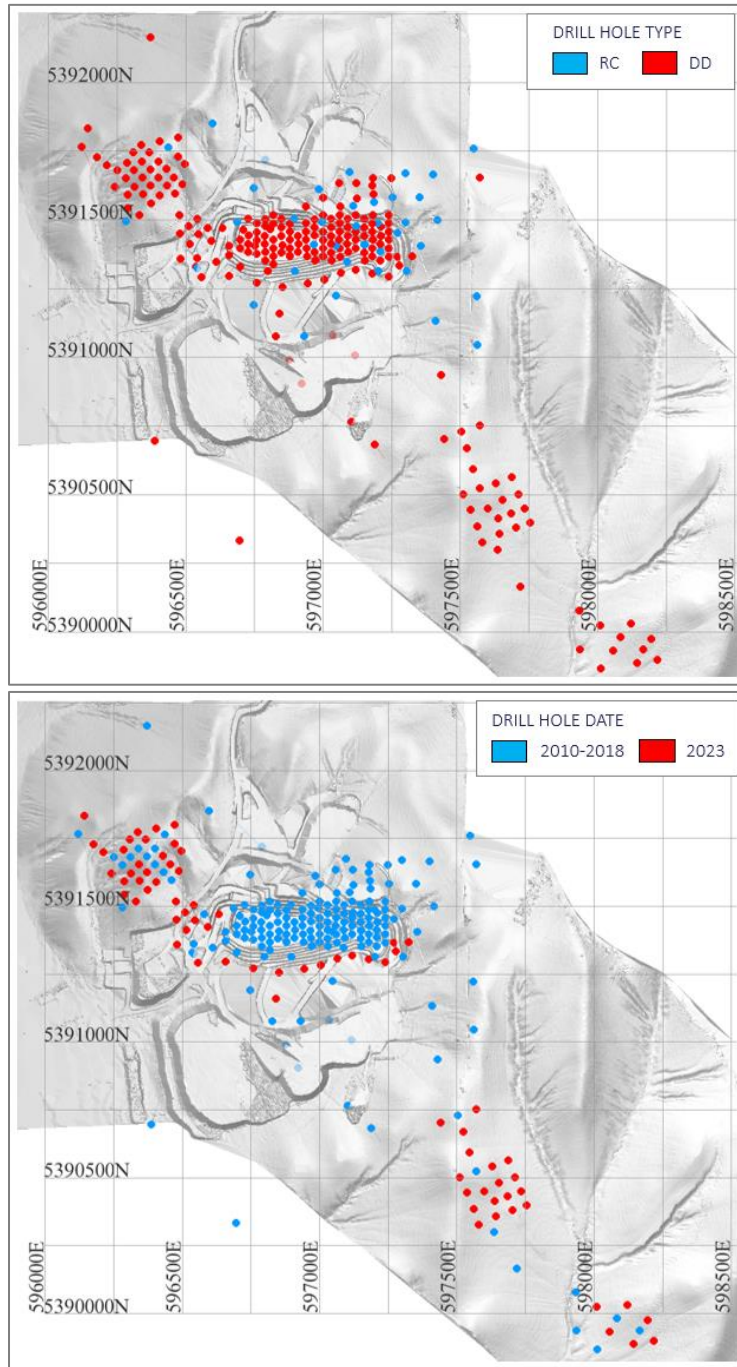 DRILL HOLE TYPE
RC DD
5392000N
5391500N
5391000N
5390500N
5390000N
596000E
596500E
597000E
597500E
598000E
598500E
DRILL HOLE DATE
2010-2018 2023
5392000N
5391500N
5391000N
5390500N
5390000N
596000E
596500E
597000E
597500E
598000E
598500E